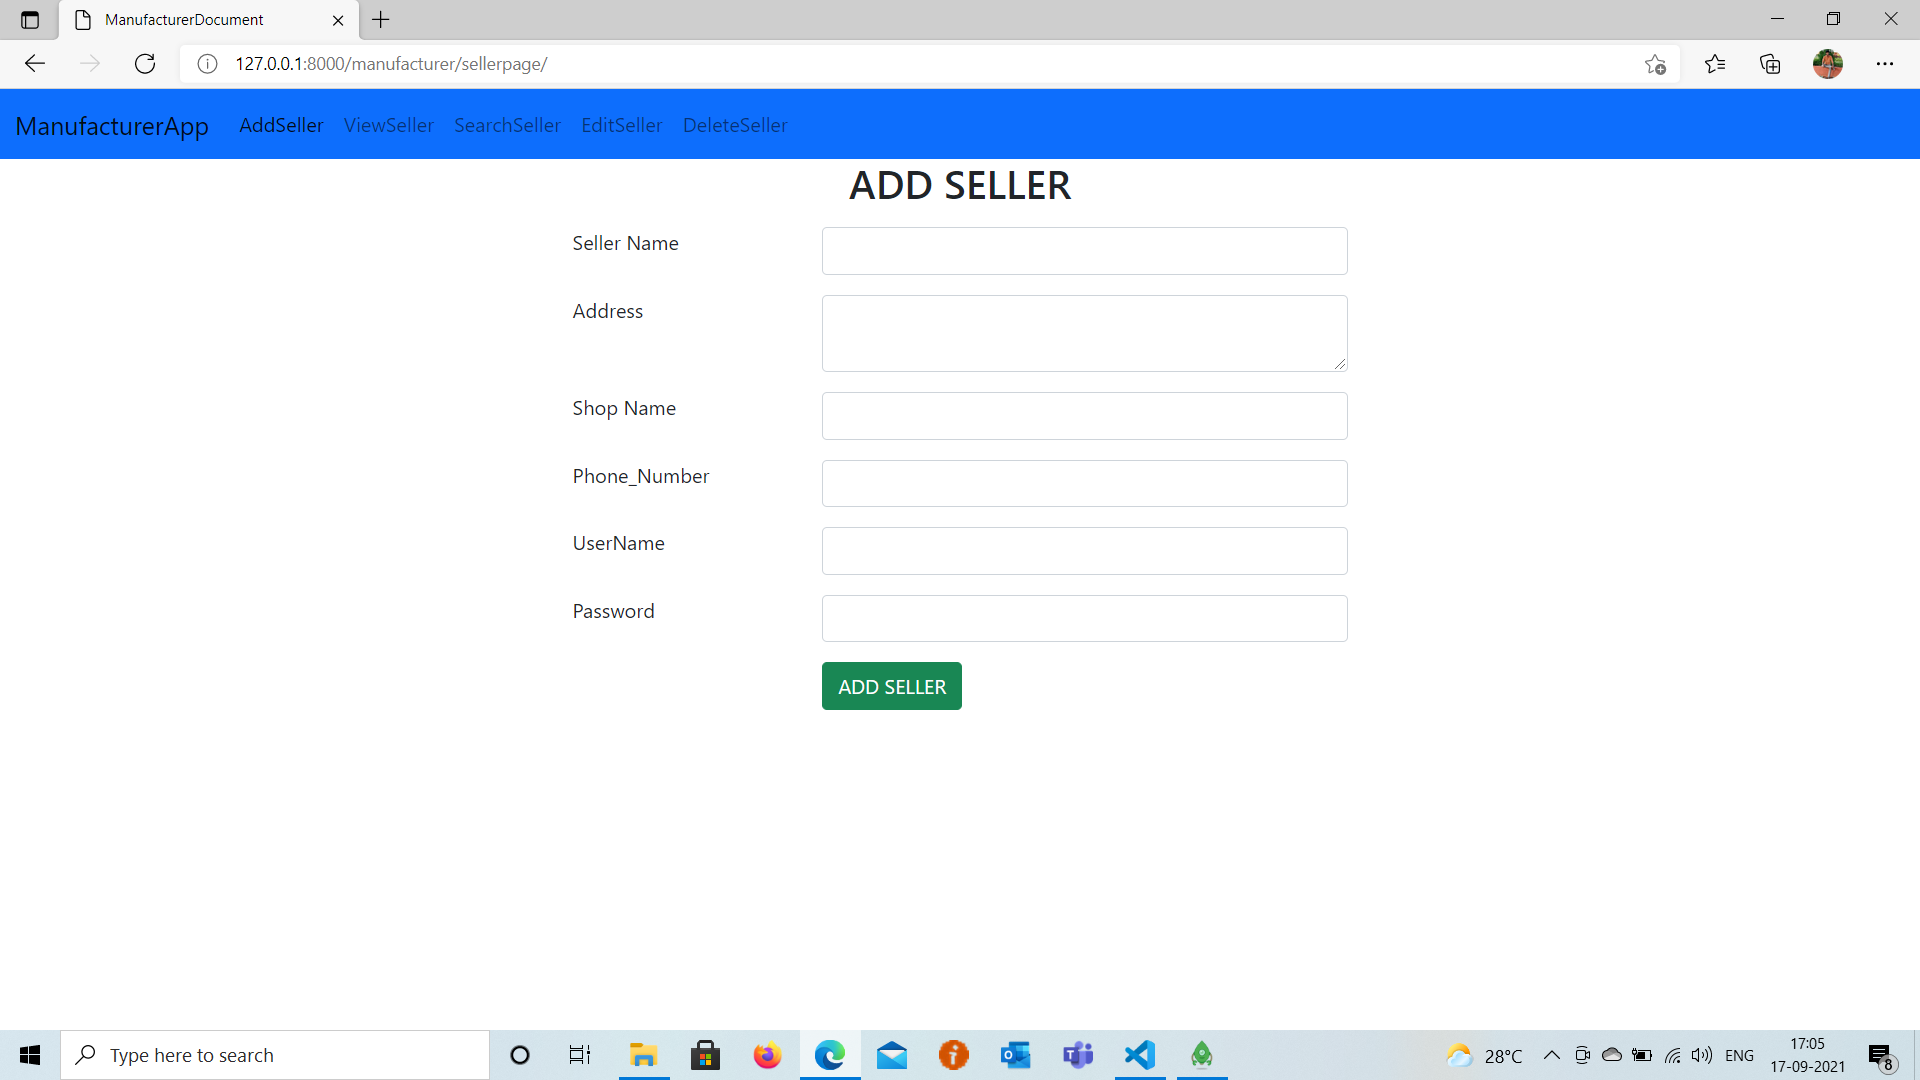 ManufacturerDocument
127.0.0.1:8000/manufacturer/sellerpage/
ManufacturerApp AddSeller ViewSeller SearchSeller EditSeller DeleteSeller
ADD SELLER
Seller Name
Address
Shop Name
Phone_Number
UserName
Password
ADD SELLER
Type here to search
28°C
ENG
17:05
17-09-2021
8